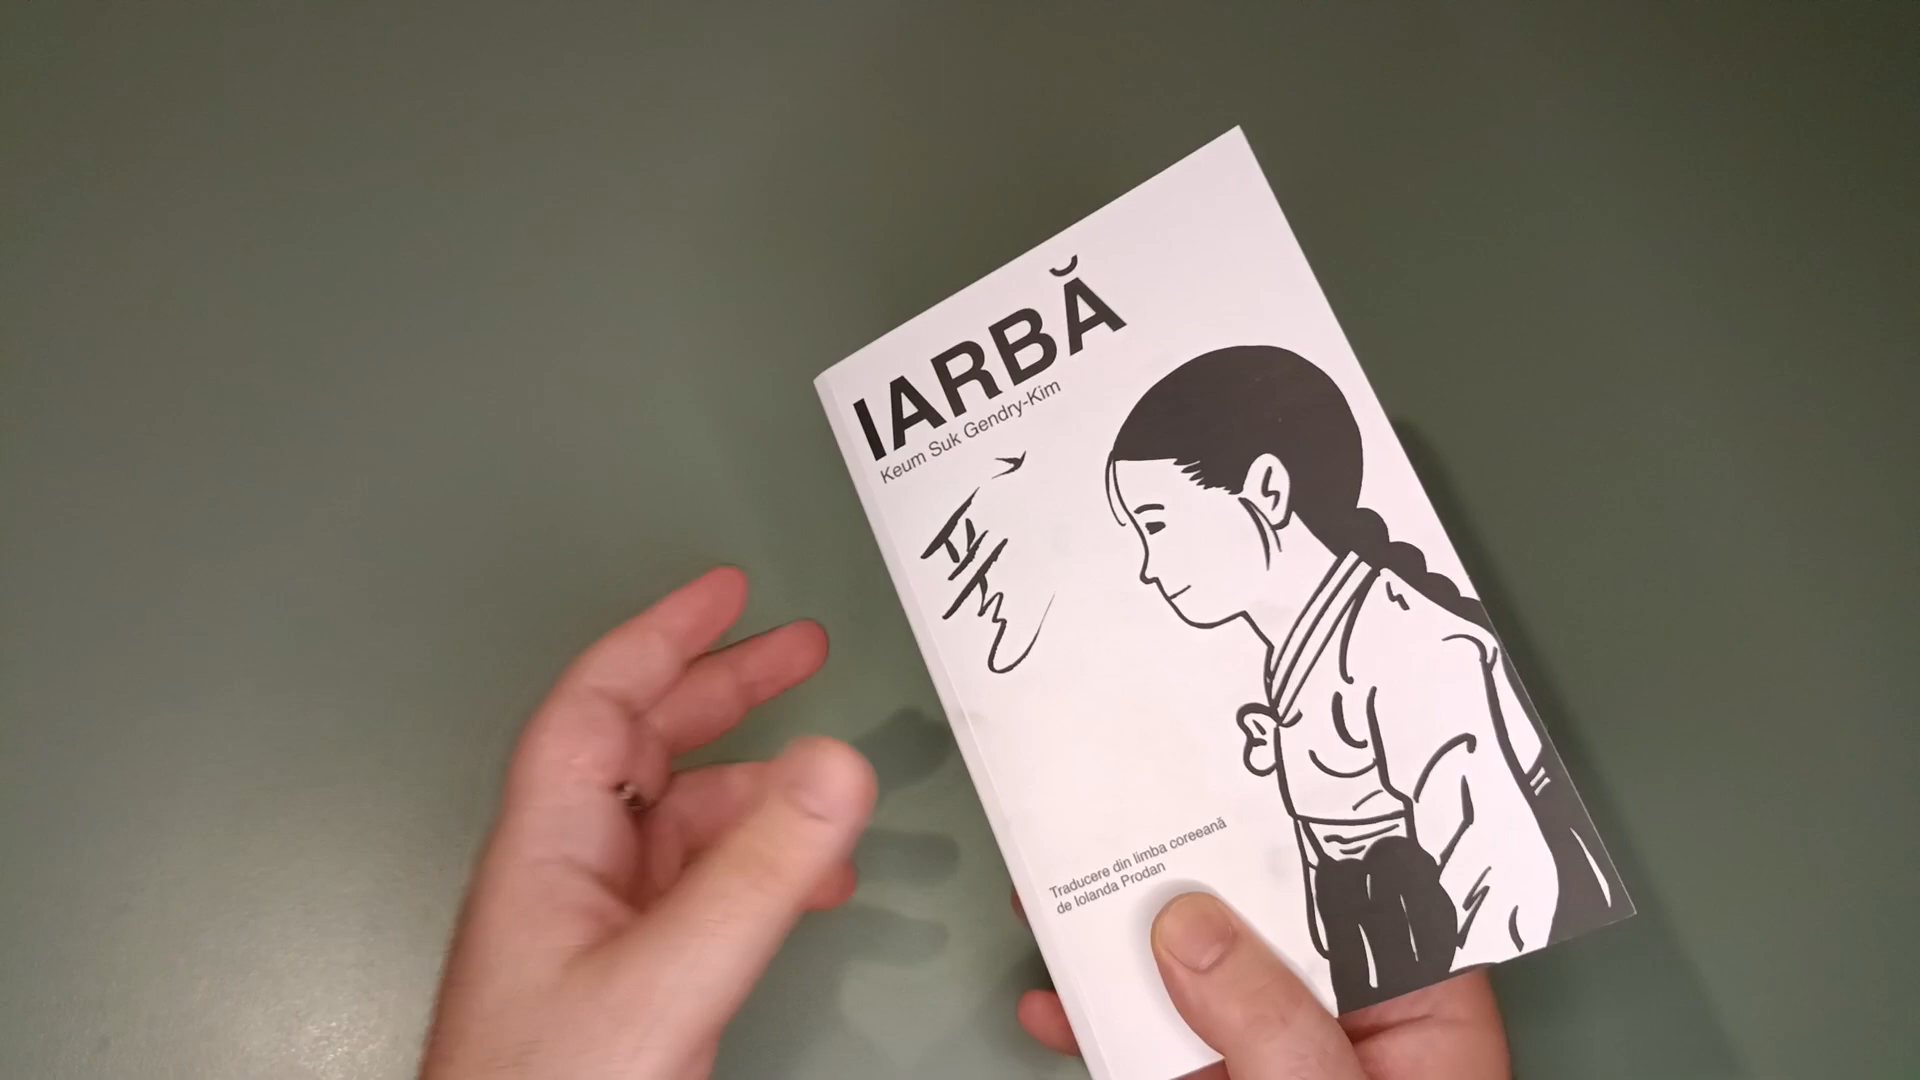 IARBĂ
Keum Suk Gendry-Kim
풀
Traducere din limba coreeană
de Iolanda Prodan